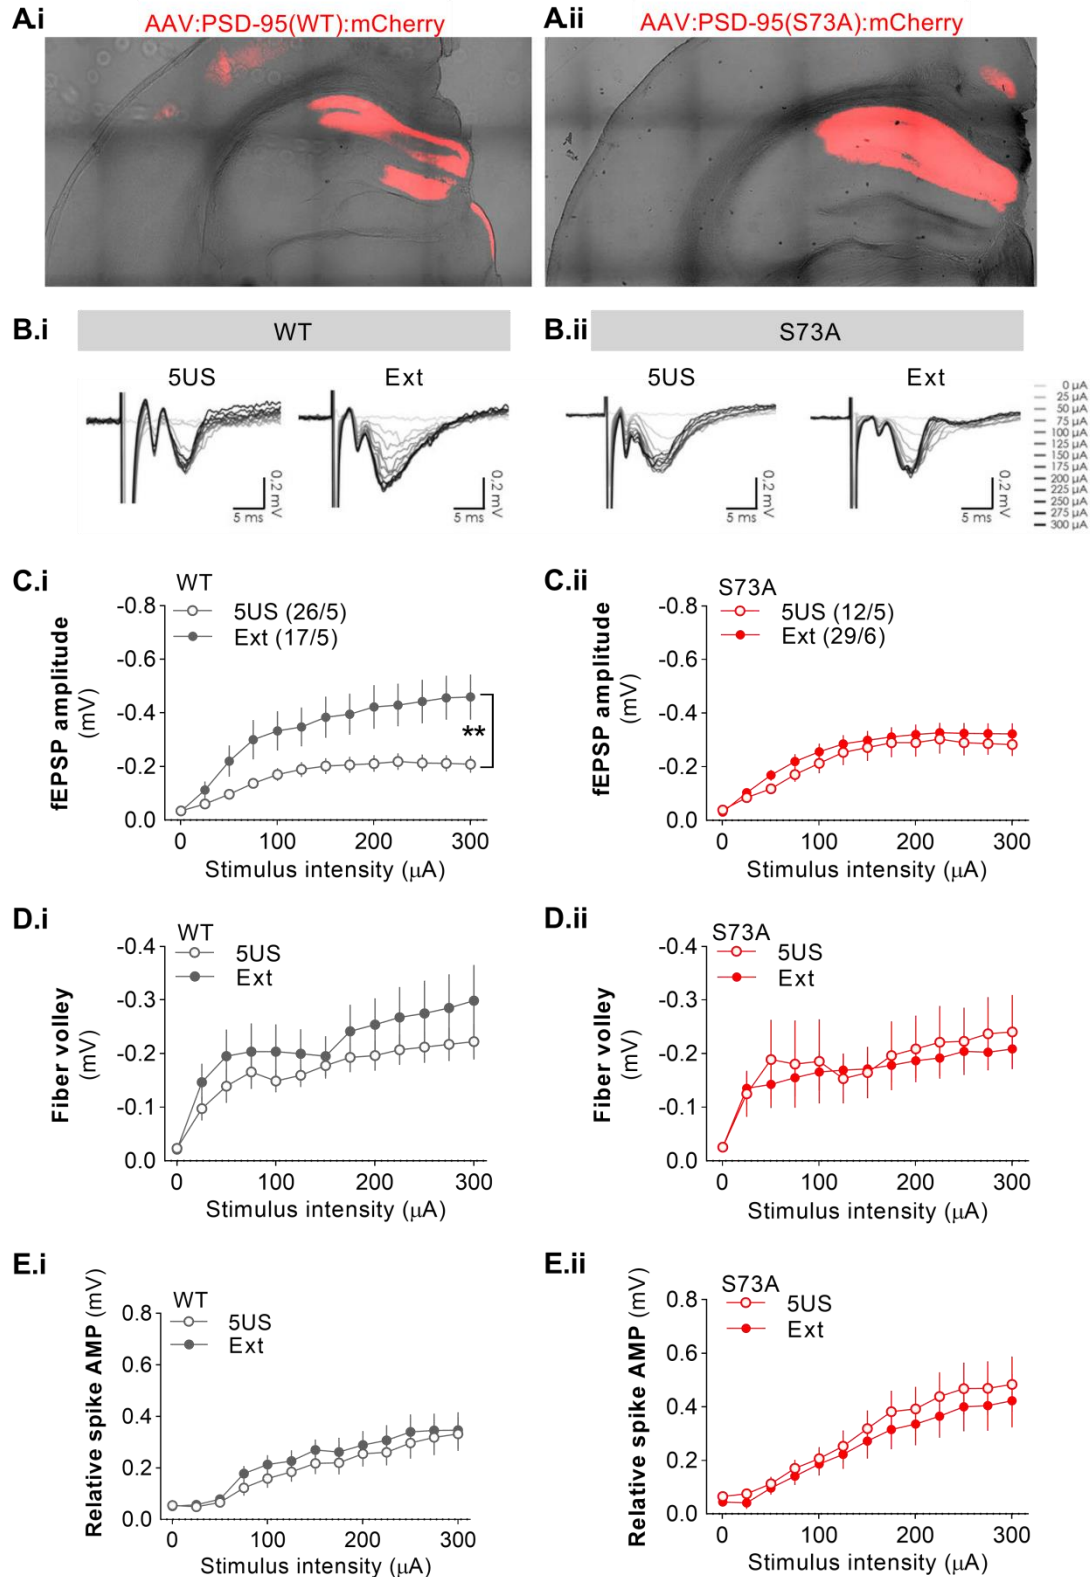 A.i
AAV:PSD-95(WT):mCherry
A.ii
AAV:PSD-95(S73A):mCherry
B.i
WT
5US
Ext
0,2 mV
5 ms
0,2 mV
5 ms
B.ii
S73A
5US
Ext
0,2 mV
5 ms
0,2 mV
5 ms
0 µA
25 µA
50 µA
75 µA
100 µA
125 µA
150 µA
175 µA
200 µA
225 µA
250 µA
275 µA
300 µA
C.i
WT
5US (26/5)
Ext (17/5)
fEPSP amplitude
(mV)
-0.8
-0.6
-0.4
-0.2
0.0
**
0 100 200 300
Stimulus intensity (µA)
C.ii
S73A
5US (12/5)
Ext (29/6)
fEPSP amplitude
(mV)
-0.8
-0.6
-0.4
-0.2
0.0
0 100 200 300
Stimulus intensity (µA)
D.i
WT
5US
Ext
Fiber volley
(mV)
-0.4
-0.3
-0.2
-0.1
0.0
0 100 200 300
Stimulus intensity (µA)
D.ii
S73A
5US
Ext
Fiber volley
(mV)
-0.4
-0.3
-0.2
-0.1
0.0
0 100 200 300
Stimulus intensity (µA)
E.i
WT
5US
Ext
Relative spike AMP (mV)
0.8
0.6
0.4
0.2
0.0
0 100 200 300
Stimulus intensity (µA)
E.ii
S73A
5US
Ext
Relative spike AMP (mV)
0.8
0.6
0.4
0.2
0.0
0 100 200 300
Stimulus intensity (µA)